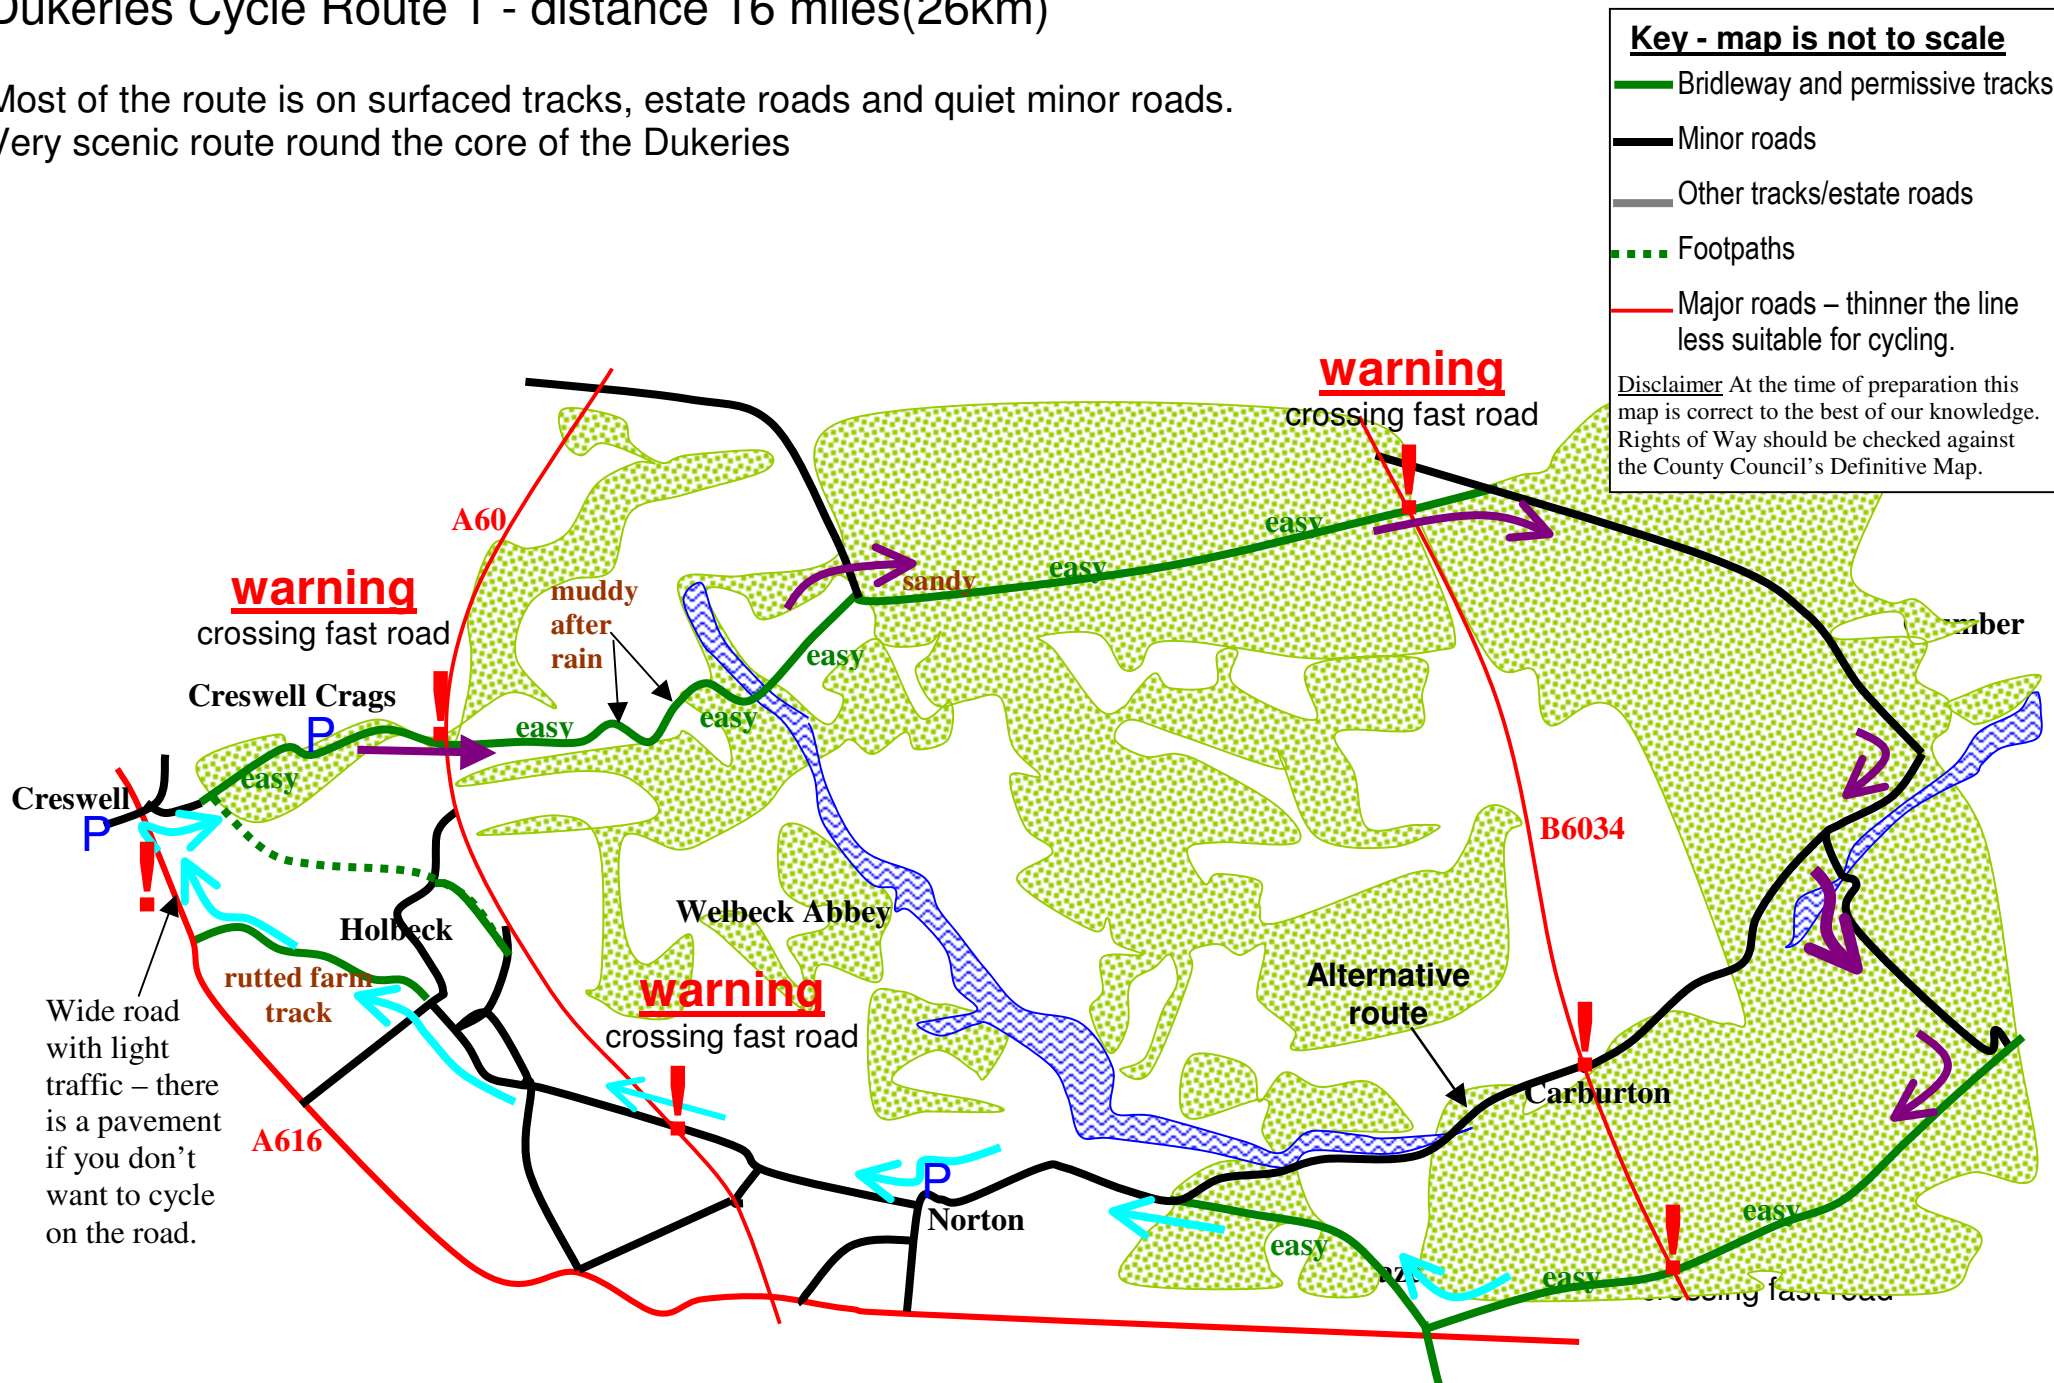 Dukeries Cycle Route 1 - distance 16 miles(26km)
Most of the route is on surfaced tracks, estate roads and quiet minor roads.
Very scenic route round the core of the Dukeries
Key - map is not to scale
Bridleway and permissive tracks
Minor roads
Other tracks/estate roads
Footpaths
Major roads – thinner the line
less suitable for cycling.
Disclaimer At the time of preparation this
map is correct to the best of our knowledge.
Rights of Way should be checked against
the County Council's Definitive Map.
warning
crossing fast road
!
A60
easy
easy
sandy
warning
crossing fast road
muddy
after
rain
easy
Creswell Crags
P
!
easy
easy
easy
Creswell
P
!
B6034
Holbeck
Welbeck Abbey
rutted farm
track
Wide road
with light
traffic – there
is a pavement
if you don't
want to cycle
on the road.
warning
crossing fast road
!
Alternative
route
!
Carburton
A616
P
Norton
easy
easy
easy
!
crossing fast road